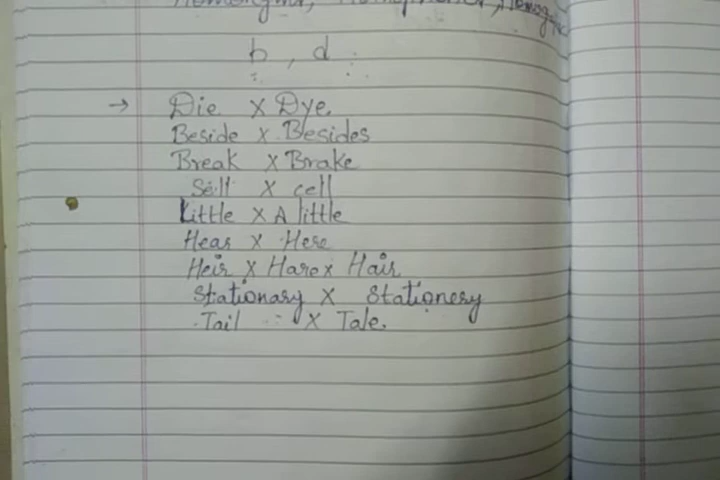 b, d
→ Die X Dye.
Beside X Besides
Break X Brake
Sell X cell
Little X A little
Hear X Here
Heir X Hare x Hair
Stationary X Stationery
Tail X Tale.